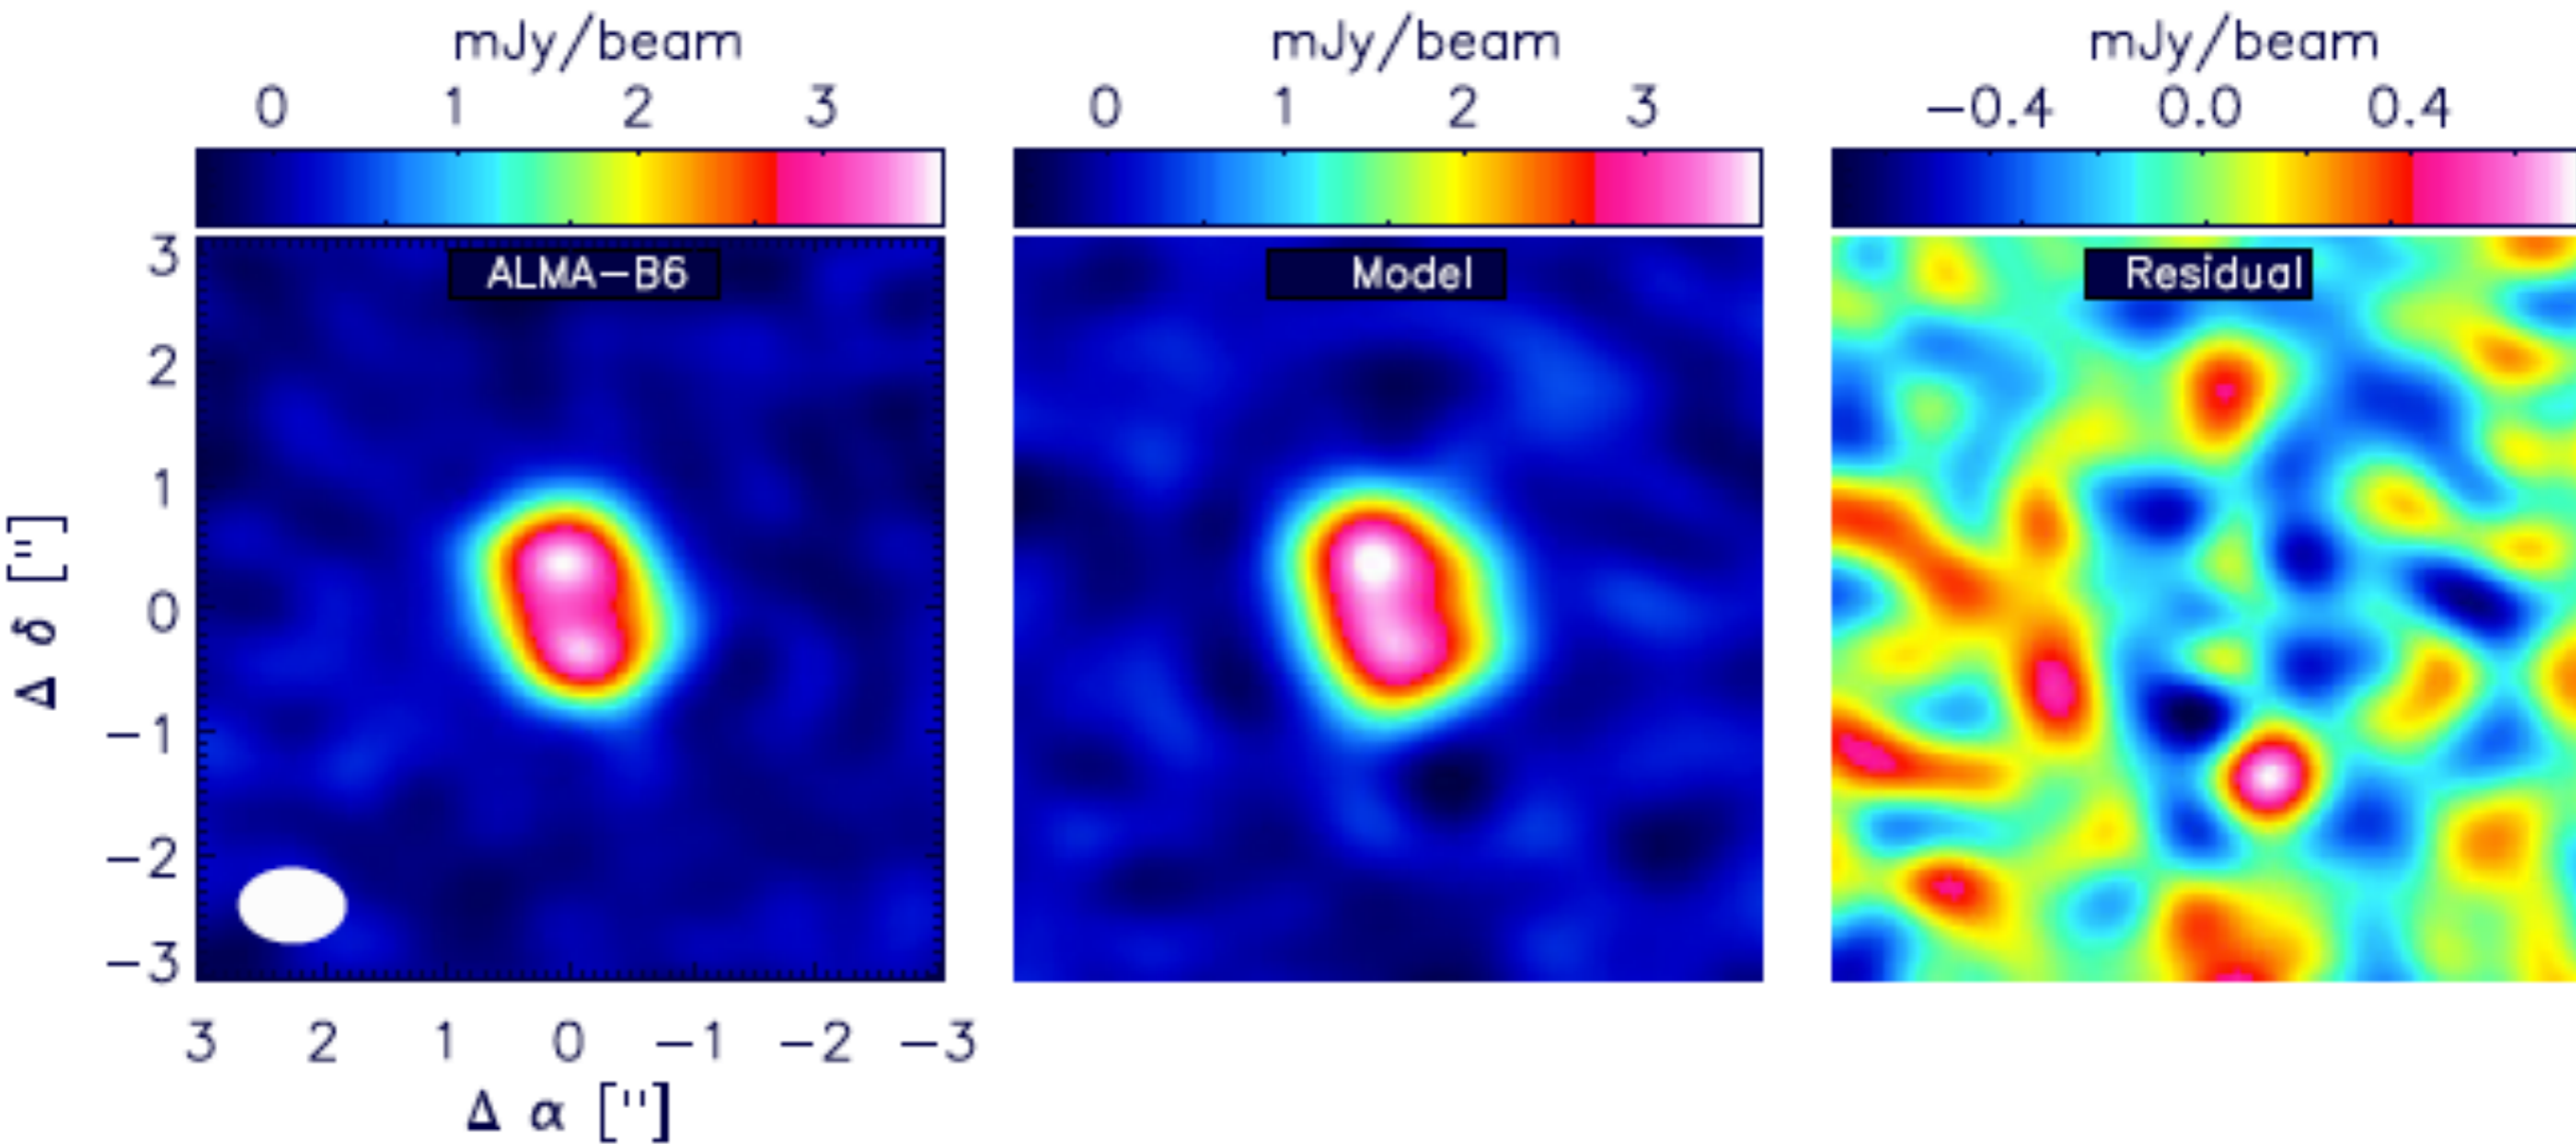 mJy/beam mJy/beam mJy/beam
0 1 2 3 0 1 2 3 −0.4 0.0 0.4
ALMA−B6 Model Residual
3
2
1
0
−1
−2
−3
Δ δ ["]
3 2 1 0 −1 −2 −3
Δ α ["]